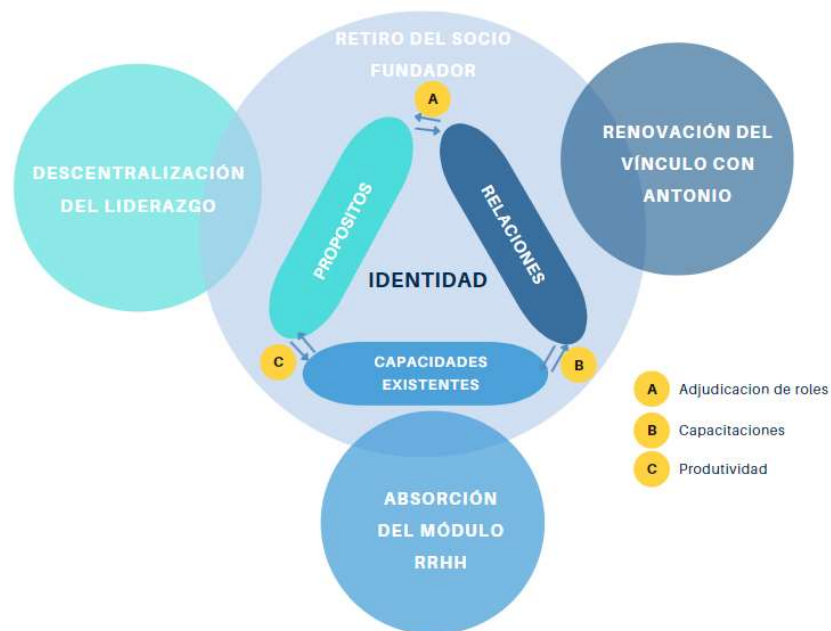 RETIRO DEL SOCIO
FUNDADOR
A
DESCENTRALIZACIÓN
DEL LIDERAZGO
RENOVACIÓN DEL
VÍNCULO CON
ANTONIO
PROPOSITOS
RELACIONES
IDENTIDAD
C
CAPACIDADES
EXISTENTES
B
A Adjudicacion de roles
B Capacitaciones
C Produtividad
ABSORCIÓN
DEL MÓDULO
RRHH